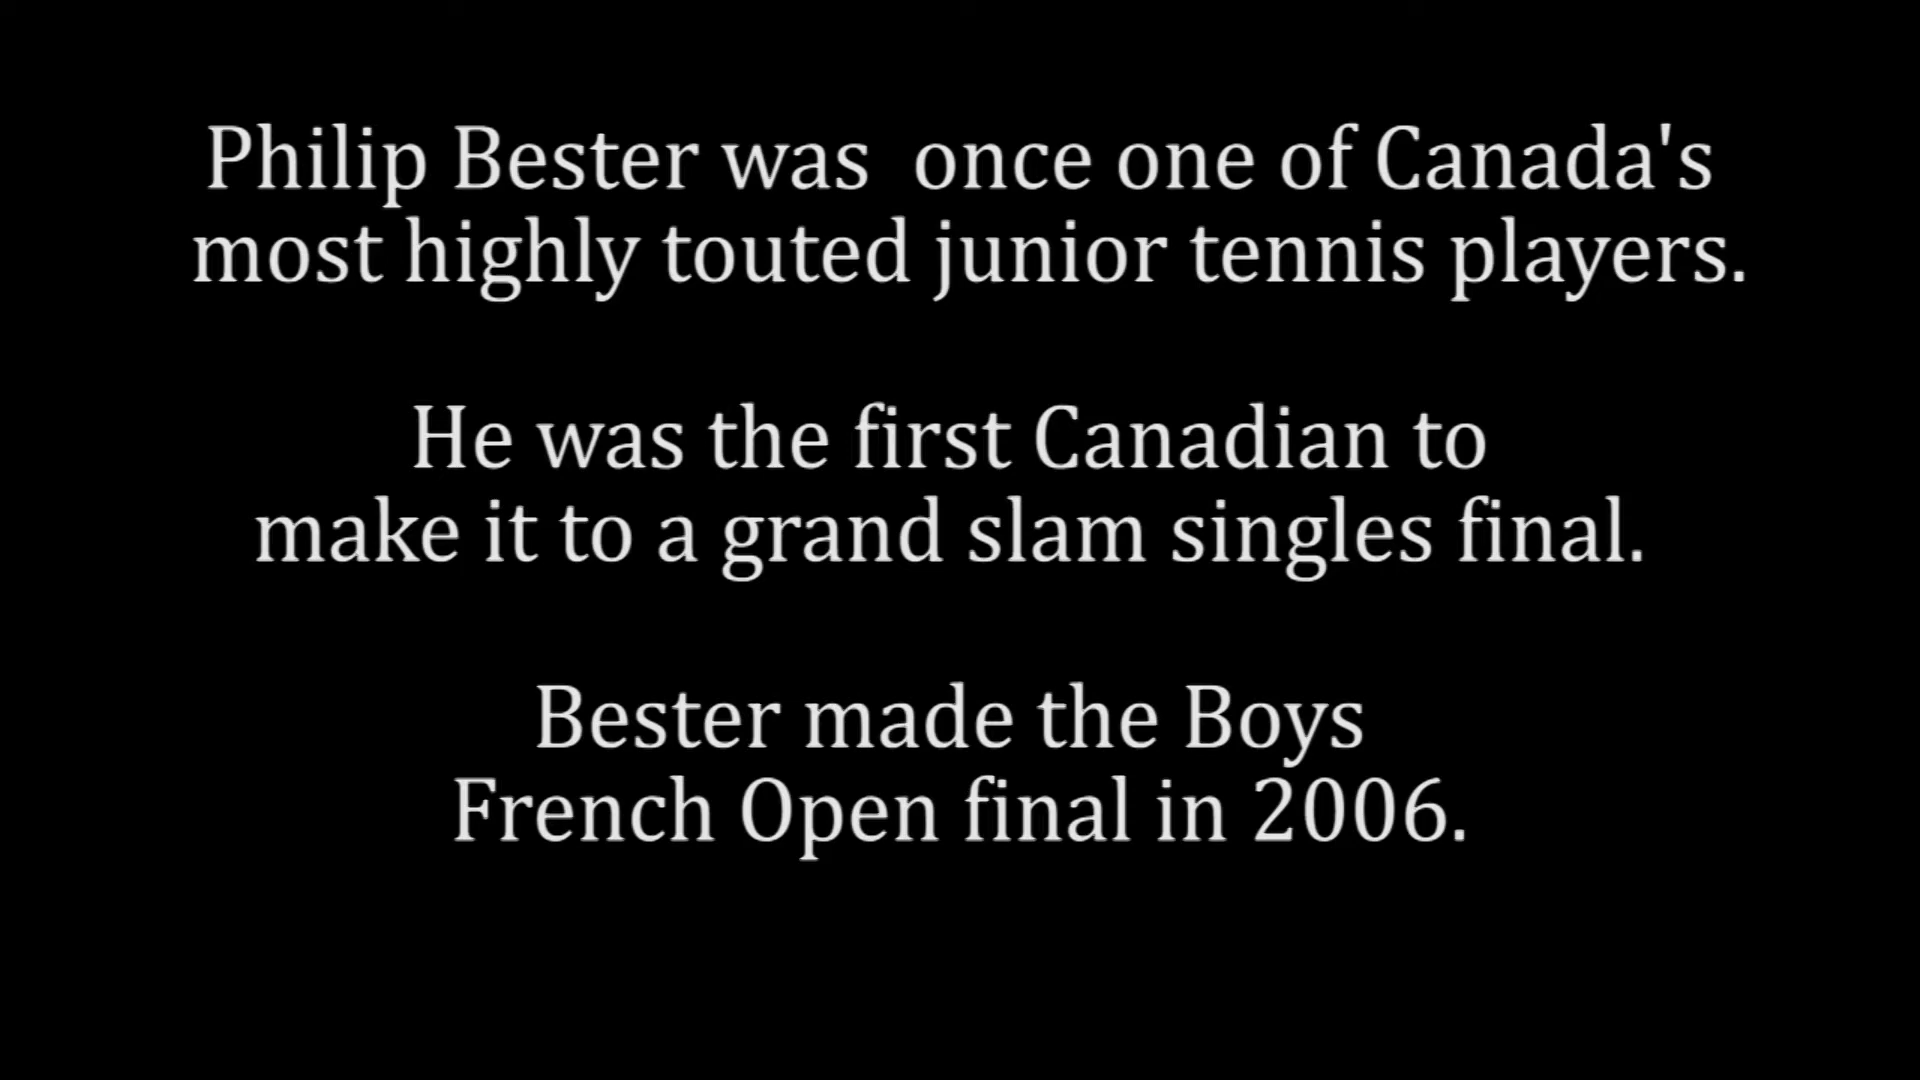 Philip Bester was  once one of Canada's
most highly touted junior tennis players.
He was the first Canadian to
make it to a grand slam singles final.
Bester made the Boys
French Open final in 2006.